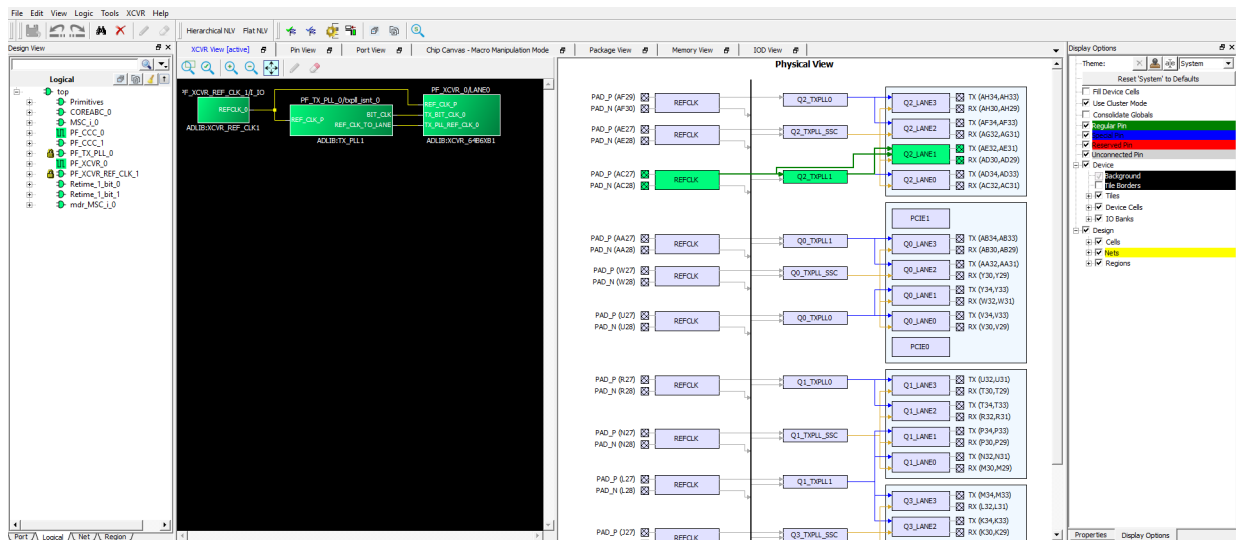 File Edit View Logic Tools XCVR Help
Hierarchical NLV Flat NLV
Design View
Logical
top
Primitives
COREABC_0
MSC_i_0
PF_CCC_0
PF_CCC_1
PF_TX_PLL_0
PF_XCVR_0
PF_XCVR_REF_CLK_1
Retime_1_bit_0
Retime_1_bit_1
mdr_MSC_i_0
Port Logical Net Region
XCVR View [active] Pin View Port View Chip Canvas - Macro Manipulation Mode Package View Memory View IOD View
PF_XCVR_REF_CLK_1/I_IO
REFCLK_0
ADLIB:XCVR_REF_CLK1
PF_TX_PLL_0/txpll_isnt_0
REF_CLK_P
BIT_CLK
REF_CLK_TO_LANE
ADLIB:TX_PLL1
PF_XCVR_0/LANE0
REF_CLK_P
TX_BIT_CLK_0
TX_PLL_REF_CLK_0
ADLIB:XCVR_64B6XB1
Physical View
PAD_P (AF29)
PAD_N (AF30)
REFCLK
Q2_TXPLL0
Q2_LANE3
TX (AH34,AH33)
RX (AH30,AH29)
PAD_P (AE27)
PAD_N (AE28)
REFCLK
Q2_TXPLL_SSC
Q2_LANE2
TX (AF34,AF33)
RX (AG32,AG31)
Q2_LANE1
TX (AE32,AE31)
RX (AD30,AD29)
PAD_P (AC27)
PAD_N (AC28)
REFCLK
Q2_TXPLL1
Q2_LANE0
TX (AD34,AD33)
RX (AC32,AC31)
PCIE1
PAD_P (AA27)
PAD_N (AA28)
REFCLK
Q0_TXPLL1
Q0_LANE3
TX (AB34,AB33)
RX (AB30,AB29)
PAD_P (W27)
PAD_N (W28)
REFCLK
Q0_TXPLL_SSC
Q0_LANE2
TX (AA32,AA31)
RX (Y30,Y29)
Q0_LANE1
TX (Y34,Y33)
RX (W32,W31)
PAD_P (U27)
PAD_N (U28)
REFCLK
Q0_TXPLL0
Q0_LANE0
TX (V34,V33)
RX (V30,V29)
PCIE0
PAD_P (R27)
PAD_N (R28)
REFCLK
Q1_TXPLL0
Q1_LANE3
TX (U32,U31)
RX (T30,T29)
Q1_LANE2
TX (T34,T33)
RX (R32,R31)
PAD_P (N27)
PAD_N (N28)
REFCLK
Q1_TXPLL_SSC
Q1_LANE1
TX (P34,P33)
RX (P30,P29)
Q1_LANE0
TX (N32,N31)
RX (M30,M29)
PAD_P (L27)
PAD_N (L28)
REFCLK
Q1_TXPLL1
Q3_LANE3
TX (M34,M33)
RX (L32,L31)
PAD_P (J27)
REFCLK
Q3_TXPLL_SSC
Q3_LANE2
TX (K34,K33)
RX (K30,K29)
Display Options
Theme: System
Reset 'System' to Defaults
Fill Device Cells
Use Cluster Mode
Consolidate Globals
Regular Pin
Reserved Pin
Unconnected Pin
Device
Background
Tile Borders
Tiles
Device Cells
IO Banks
Design
Cells
Nets
Regions
Properties Display Options